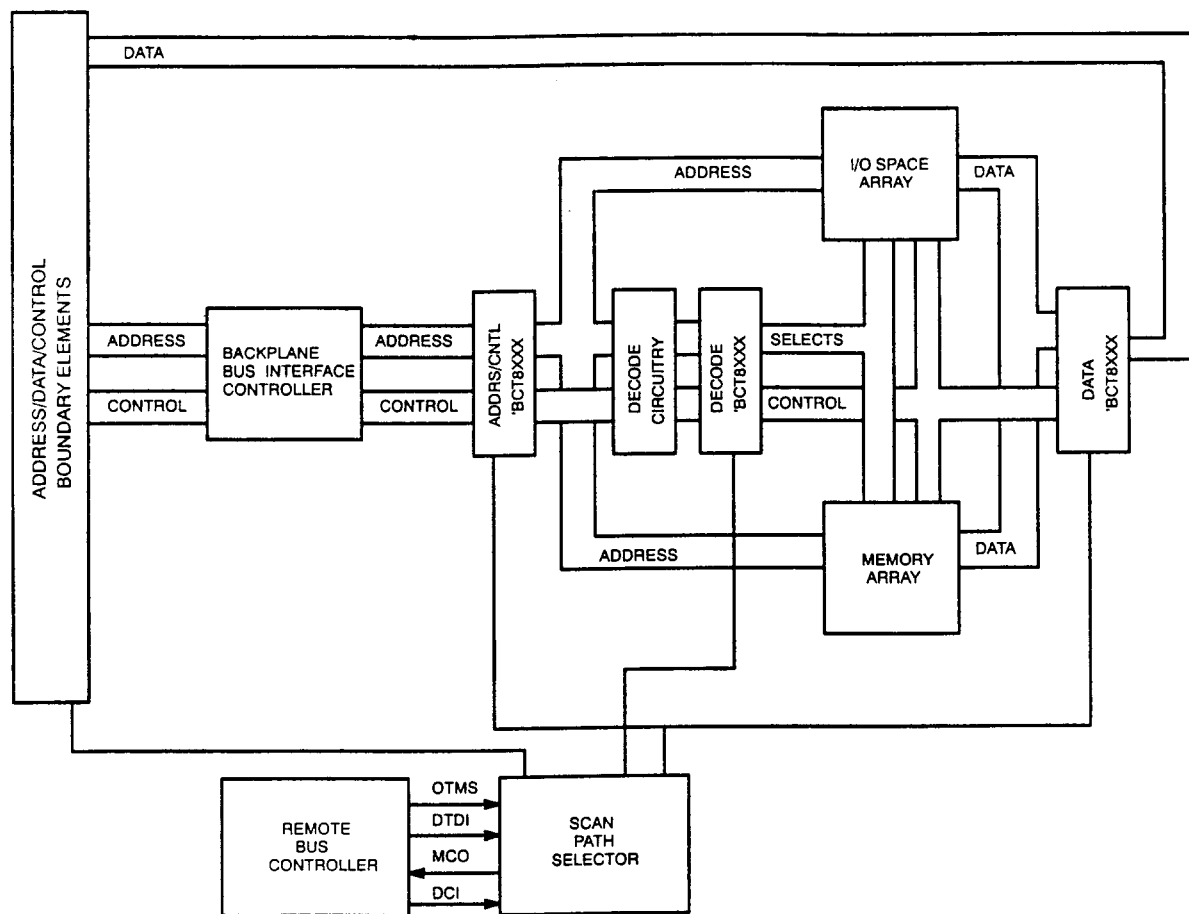 DATA
ADDRESS/DATA/CONTROL
BOUNDARY ELEMENTS
I/O SPACE
ARRAY
ADDRESS
DATA
ADDRESS
CONTROL
BACKPLANE
BUS INTERFACE
CONTROLLER
ADDRESS
CONTROL
ADDRS/CNTL
'BCT8XXX
DECODE
CIRCUITRY
DECODE
'BCT8XXX
SELECTS
CONTROL
DATA
'BCT8XXX
ADDRESS
MEMORY
ARRAY
DATA
REMOTE
BUS
CONTROLLER
OTMS
DTDI
MCO
DCI
SCAN
PATH
SELECTOR